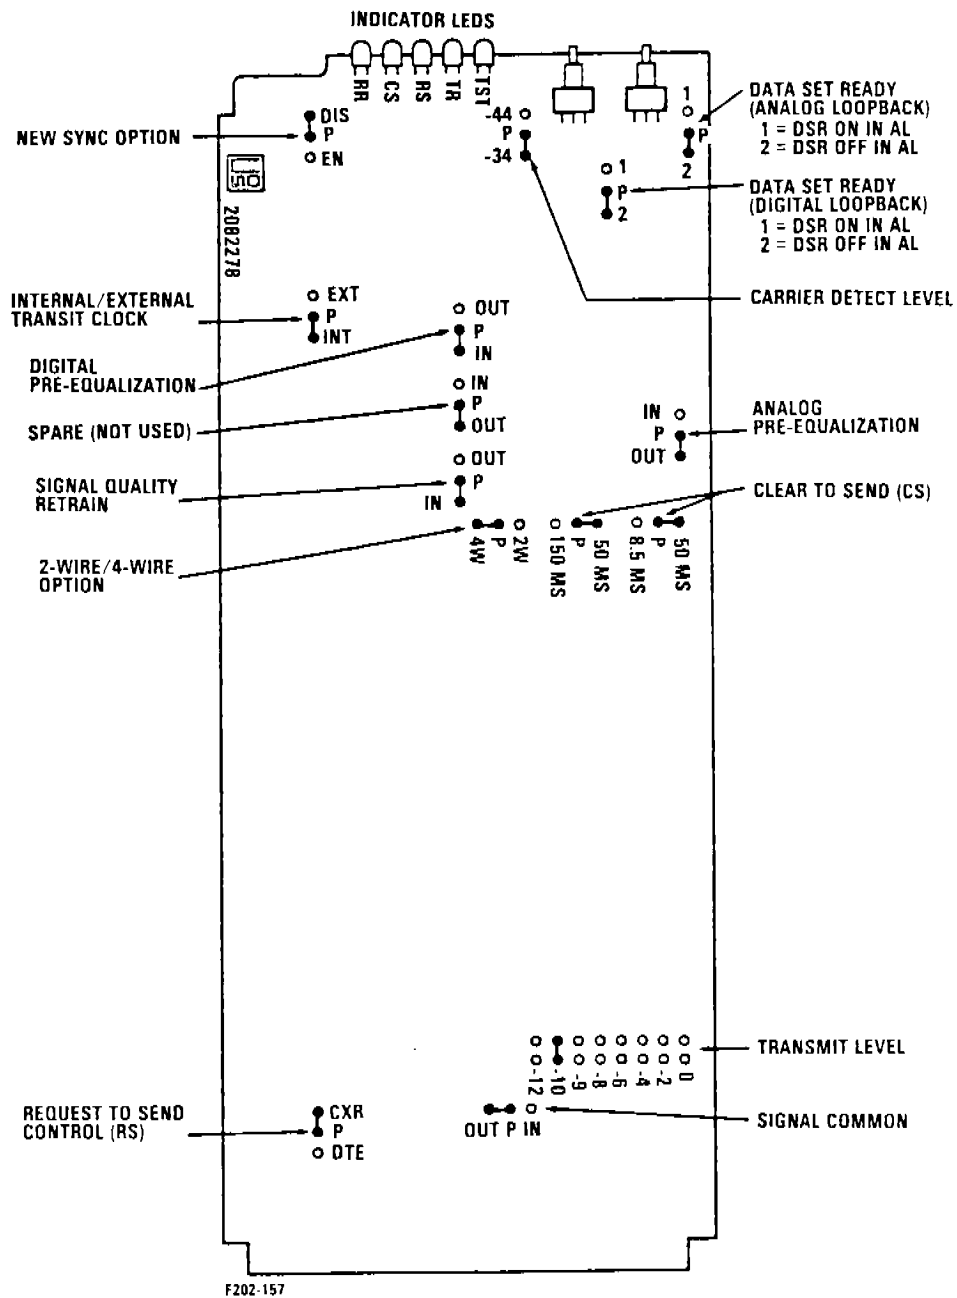 INDICATOR LEDS
RR
CS
RS
TR
TST
NEW SYNC OPTION
DIS
P
EN
2082278
-44
P
-34
1
P
2
1
P
2
DATA SET READY
(ANALOG LOOPBACK)
1 = DSR ON IN AL
2 = DSR OFF IN AL
DATA SET READY
(DIGITAL LOOPBACK)
1 = DSR ON IN AL
2 = DSR OFF IN AL
CARRIER DETECT LEVEL
INTERNAL/EXTERNAL
TRANSIT CLOCK
EXT
P
INT
DIGITAL
PRE-EQUALIZATION
OUT
P
IN
SPARE (NOT USED)
IN
P
OUT
SIGNAL QUALITY
RETRAIN
OUT
P
IN
IN
P
OUT
ANALOG
PRE-EQUALIZATION
CLEAR TO SEND (CS)
2-WIRE/4-WIRE
OPTION
4W
P
2W
150 MS
P
50 MS
8.5 MS
P
50 MS
TRANSMIT LEVEL
-12
-10
-9
-8
-6
-4
-2
0
REQUEST TO SEND
CONTROL (RS)
CXR
P
DTE
OUT P IN
SIGNAL COMMON
F202-157